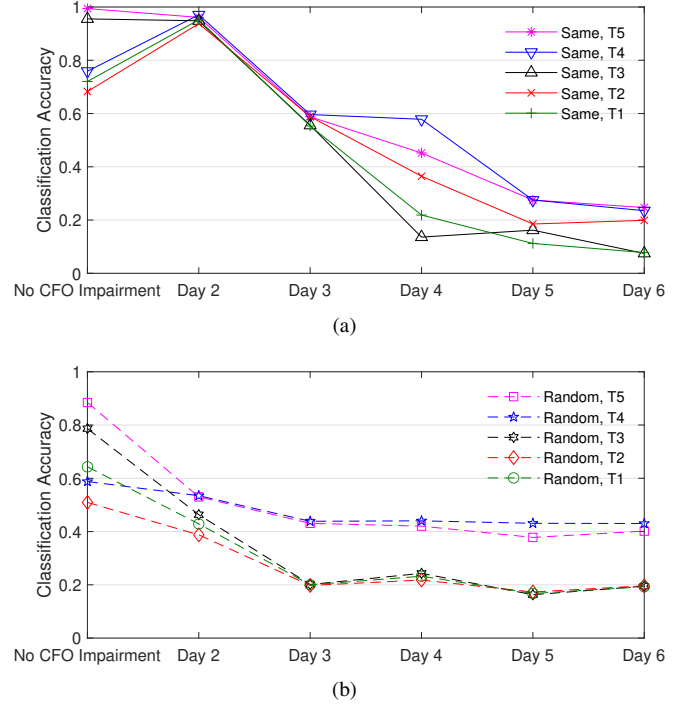 1
0.8
0.6
0.4
0.2
0
Classification Accuracy
Same, T5
Same, T4
Same, T3
Same, T2
Same, T1
No CFO Impairment Day 2 Day 3 Day 4 Day 5 Day 6
(a)
1
0.8
0.6
0.4
0.2
0
Classification Accuracy
Random, T5
Random, T4
Random, T3
Random, T2
Random, T1
No CFO Impairment Day 2 Day 3 Day 4 Day 5 Day 6
(b)